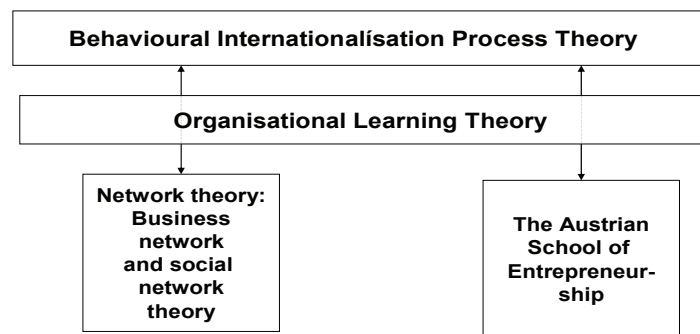 Behavioural Internationalísation Process Theory
Organisational Learning Theory
Network theory:
Business
network
and social
network
theory
The Austrian
School of
Entrepreneur-
ship